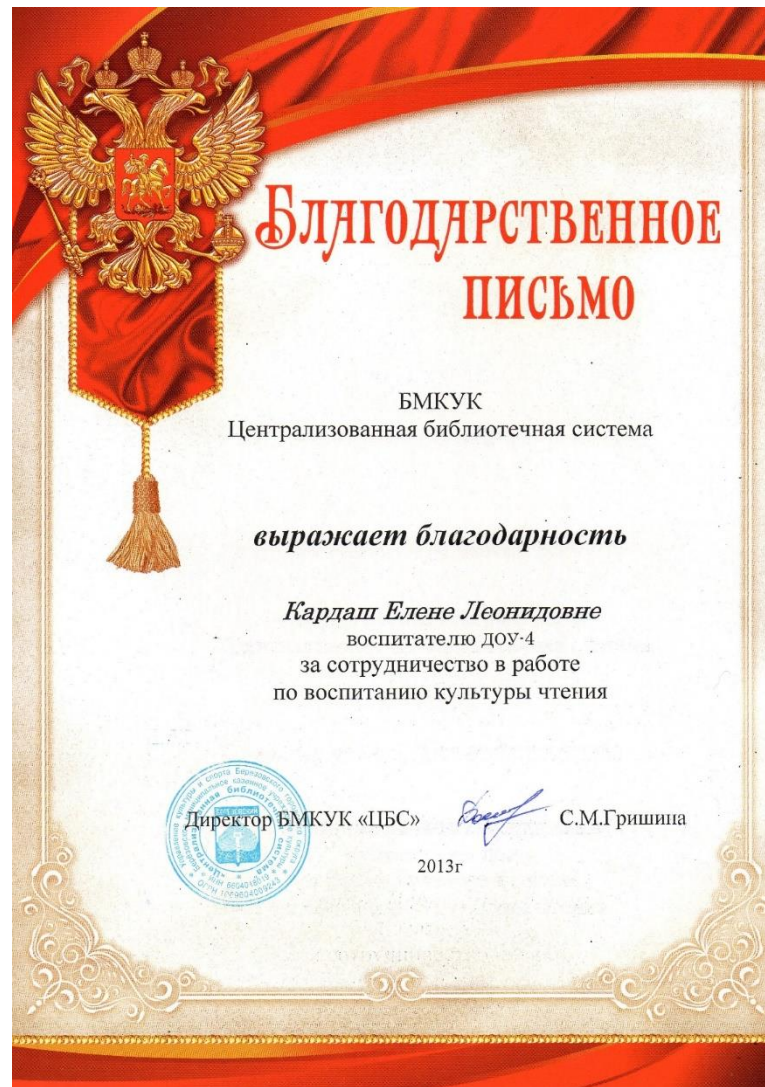 БЛАГОДАРСТВЕННОЕ
ПИСЬМО
БМКУК
Централизованная библиотечная система
выражает благодарность
Кардаш Елене Леонидовне
воспитателю ДОУ-4
за сотрудничество в работе
по воспитанию культуры чтения
Директор БМКУК «ЦБС» С.М.Гришина
2013г